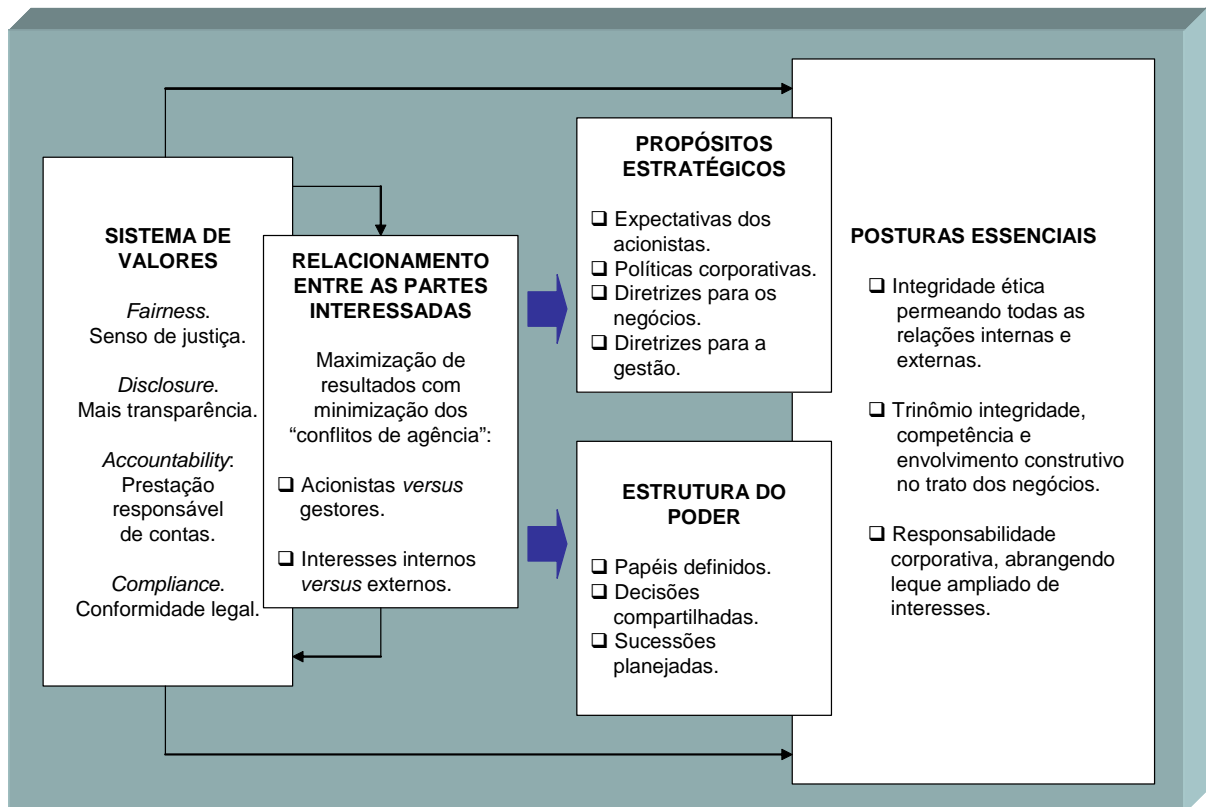 SISTEMA DE
VALORES
Fairness.
Senso de justiça.
Disclosure.
Mais transparência.
Accountability:
Prestação
responsável
de contas.
Compliance.
Conformidade legal.
RELACIONAMENTO
ENTRE AS PARTES
INTERESSADAS
Maximização de
resultados com
minimização dos
“conflitos de agência”:
❑ Acionistas versus
gestores.
❑ Interesses internos
versus externos.
PROPÓSITOS
ESTRATÉGICOS
❑ Expectativas dos
acionistas.
❑ Políticas corporativas.
❑ Diretrizes para os
negócios.
❑ Diretrizes para a
gestão.
ESTRUTURA DO
PODER
❑ Papéis definidos.
❑ Decisões
compartilhadas.
❑ Sucessões
planejadas.
POSTURAS ESSENCIAIS
❑ Integridade ética
permeando todas as
relações internas e
externas.
❑ Trinômio integridade,
competência e
envolvimento construtivo
no trato dos negócios.
❑ Responsabilidade
corporativa, abrangendo
leque ampliado de
interesses.